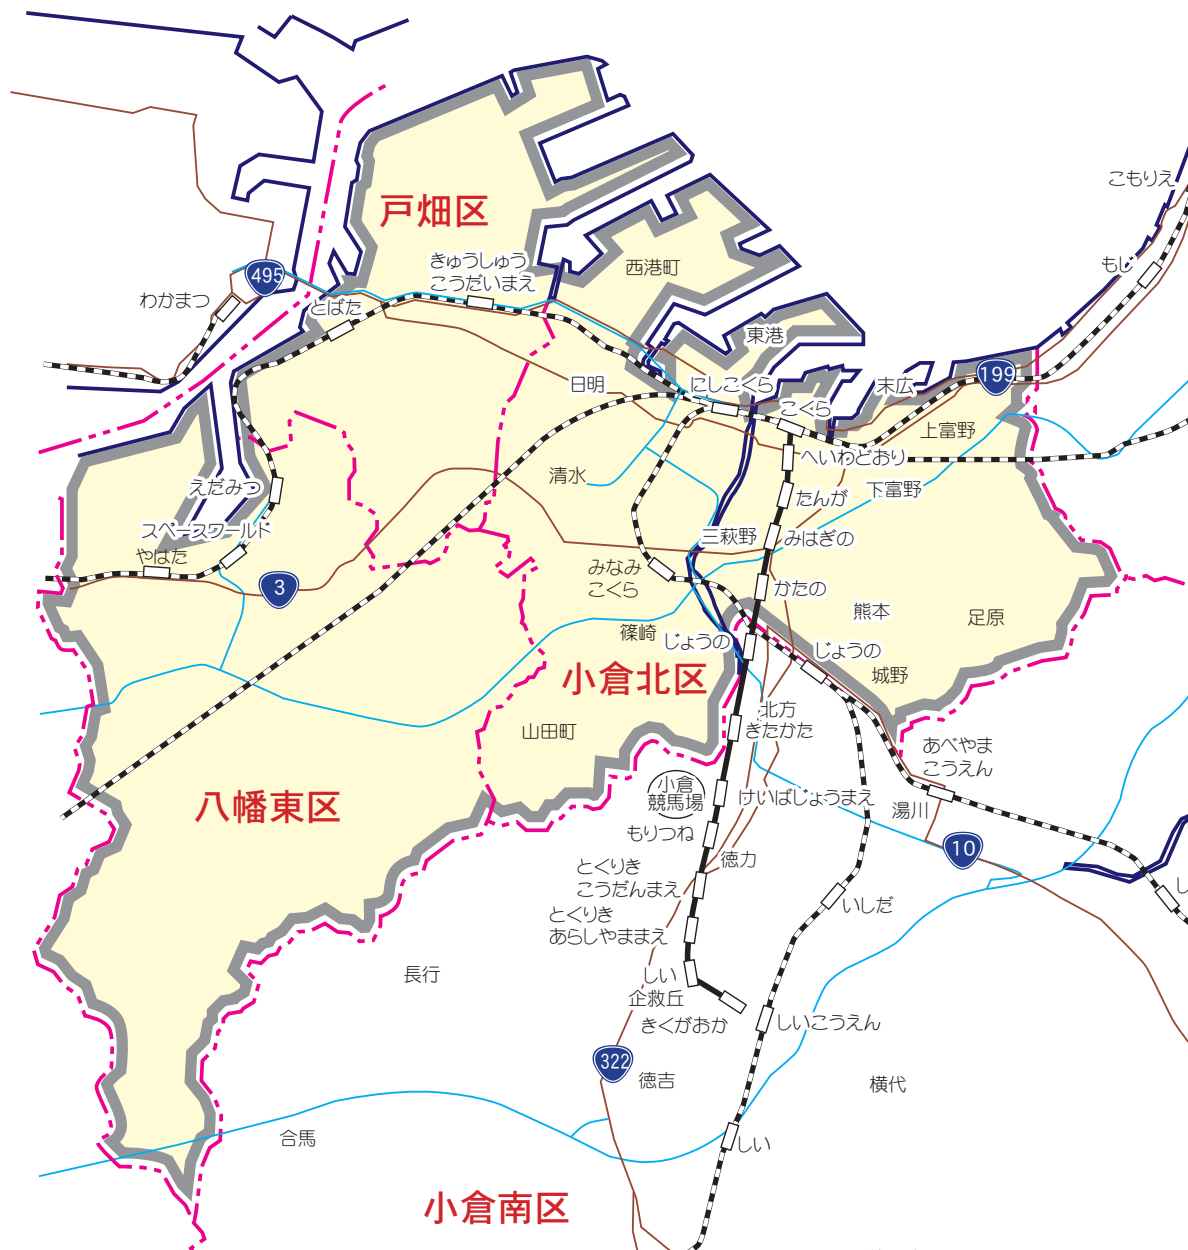 こもりえ
戸畑区
きゅうしゅう
こうだいまえ
西港町
もじ
495
わかまつ
とばた
東港
199
日明
にしこくら
末広
こくら
上富野
へいわどおり
清水
えだみつ
下富野
たんが
スペースワールド
三萩野
みはぎの
やはた
みなみ
こくら
3
かたの
熊本
足原
篠崎
じょうの
じょうの
小倉北区
城野
山田町
北方
きたかた
あべやま
こうえん
小倉
競馬場
けいばじょうまえ
八幡東区
湯川
もりつね
10
徳力
とくりき
こうだんまえ
し
いしだ
とくりき
あらしやままえ
長行
しい
企救丘
きくがおか
しいこうえん
322
徳吉
横代
合馬
しい
小倉南区